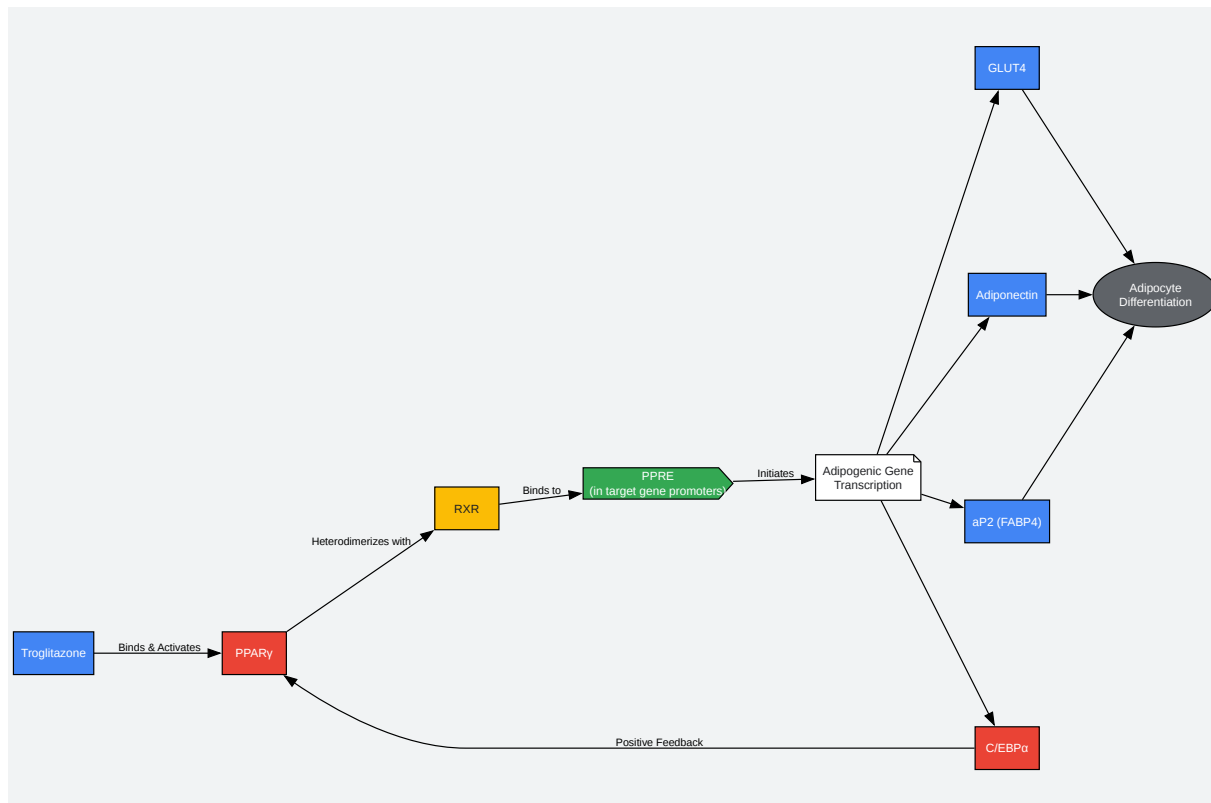 GLUT4
Adipocyte
Differentiation
Adiponectin
Adipogenic Gene
Transcription
Initiates
PPRE
(in target gene promoters)
Binds to
RXR
aP2 (FABP4)
Heterodimerizes with
Troglitazone
Binds & Activates
PPARγ
Positive Feedback
C/EBPα